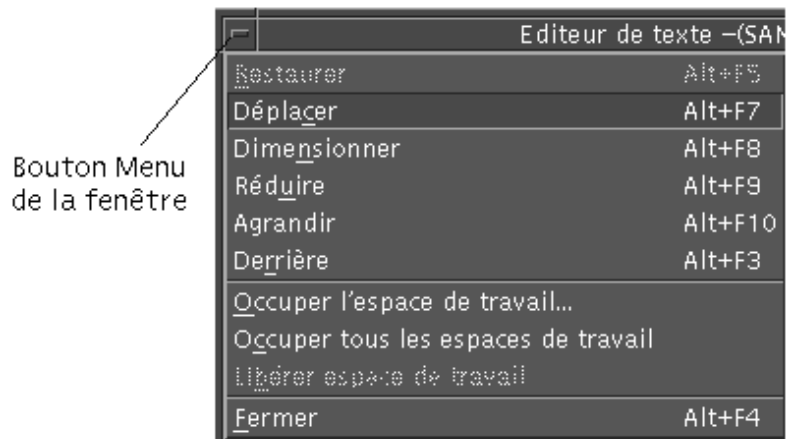 Editeur de texte –(SAN
Restaurer Alt+F5
Déplacer Alt+F7
Dimensionner Alt+F8
Réduire Alt+F9
Agrandir Alt+F10
Derrière Alt+F3
Occuper l'espace de travail...
Occuper tous les espaces de travail
Libérer espace de travail
Fermer Alt+F4
Bouton Menu
de la fenêtre